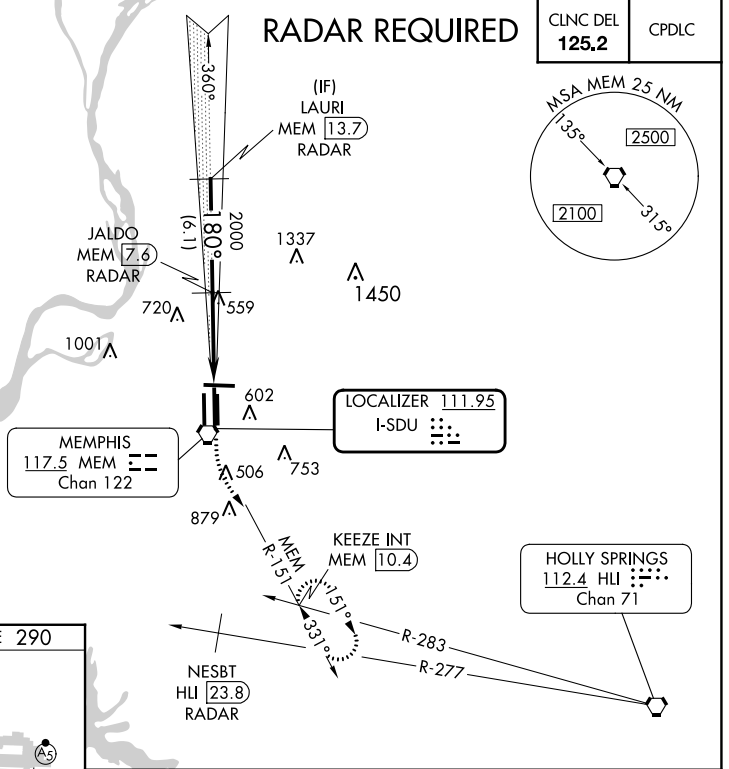 RADAR REQUIRED
CLNC DEL
125.2
CPDLC
MSA MEM 25 NM
135°
2500
2100
315°
360°
(IF)
LAURI
MEM 13.7
RADAR
2000
180°
(6.1)
JALDO
MEM 7.6
RADAR
1337
1450
720
559
1001
602
LOCALIZER 111.95
I-SDU
MEMPHIS
117.5 MEM
Chan 122
506
753
879
MEM
R-151
KEEZE INT
MEM 10.4
151°
331°
HOLLY SPRINGS
112.4 HLI
Chan 71
R-283
R-277
NESBT
HLI 23.8
RADAR
290
A5